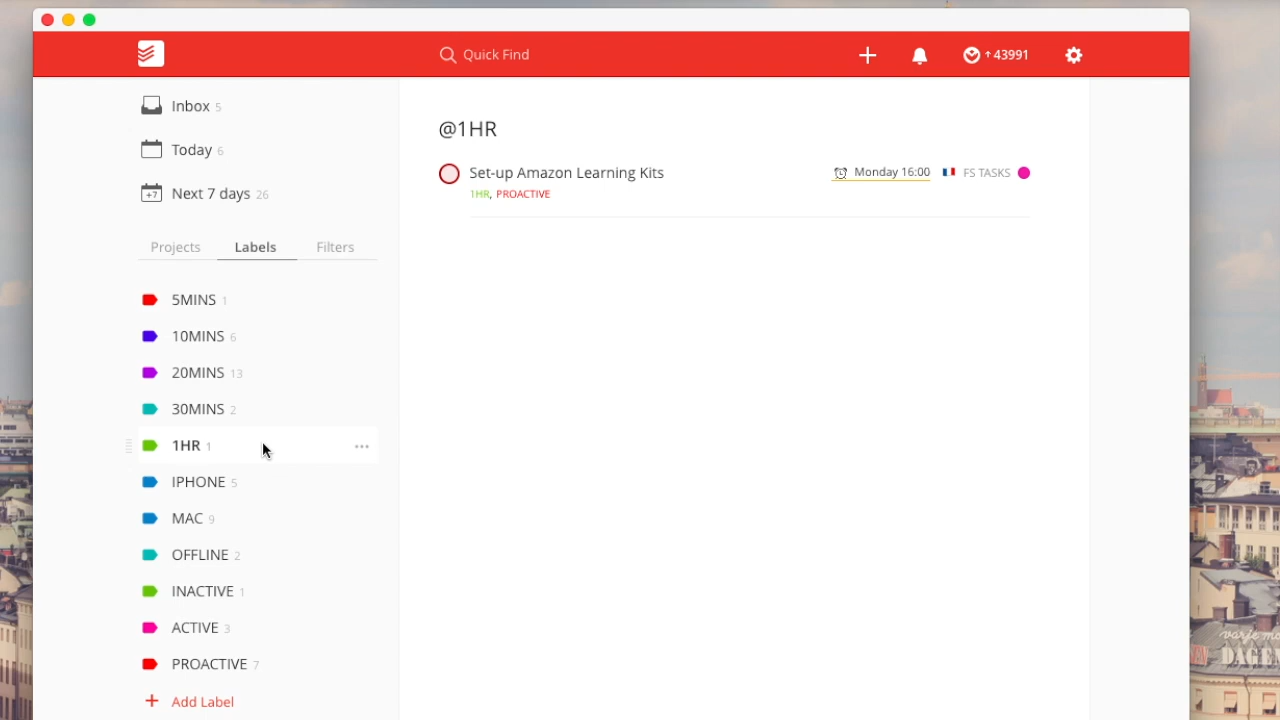 Quick Find
↑43991
Inbox 5
Today 6
+7 Next 7 days 26
Projects Labels Filters
5MINS 1
10MINS 6
20MINS 13
30MINS 2
1HR 1
IPHONE 5
MAC 9
OFFLINE 2
INACTIVE 1
ACTIVE 3
PROACTIVE 7
+ Add Label
@1HR
Set-up Amazon Learning Kits
Monday 16:00 FS TASKS
1HR, PROACTIVE
varje